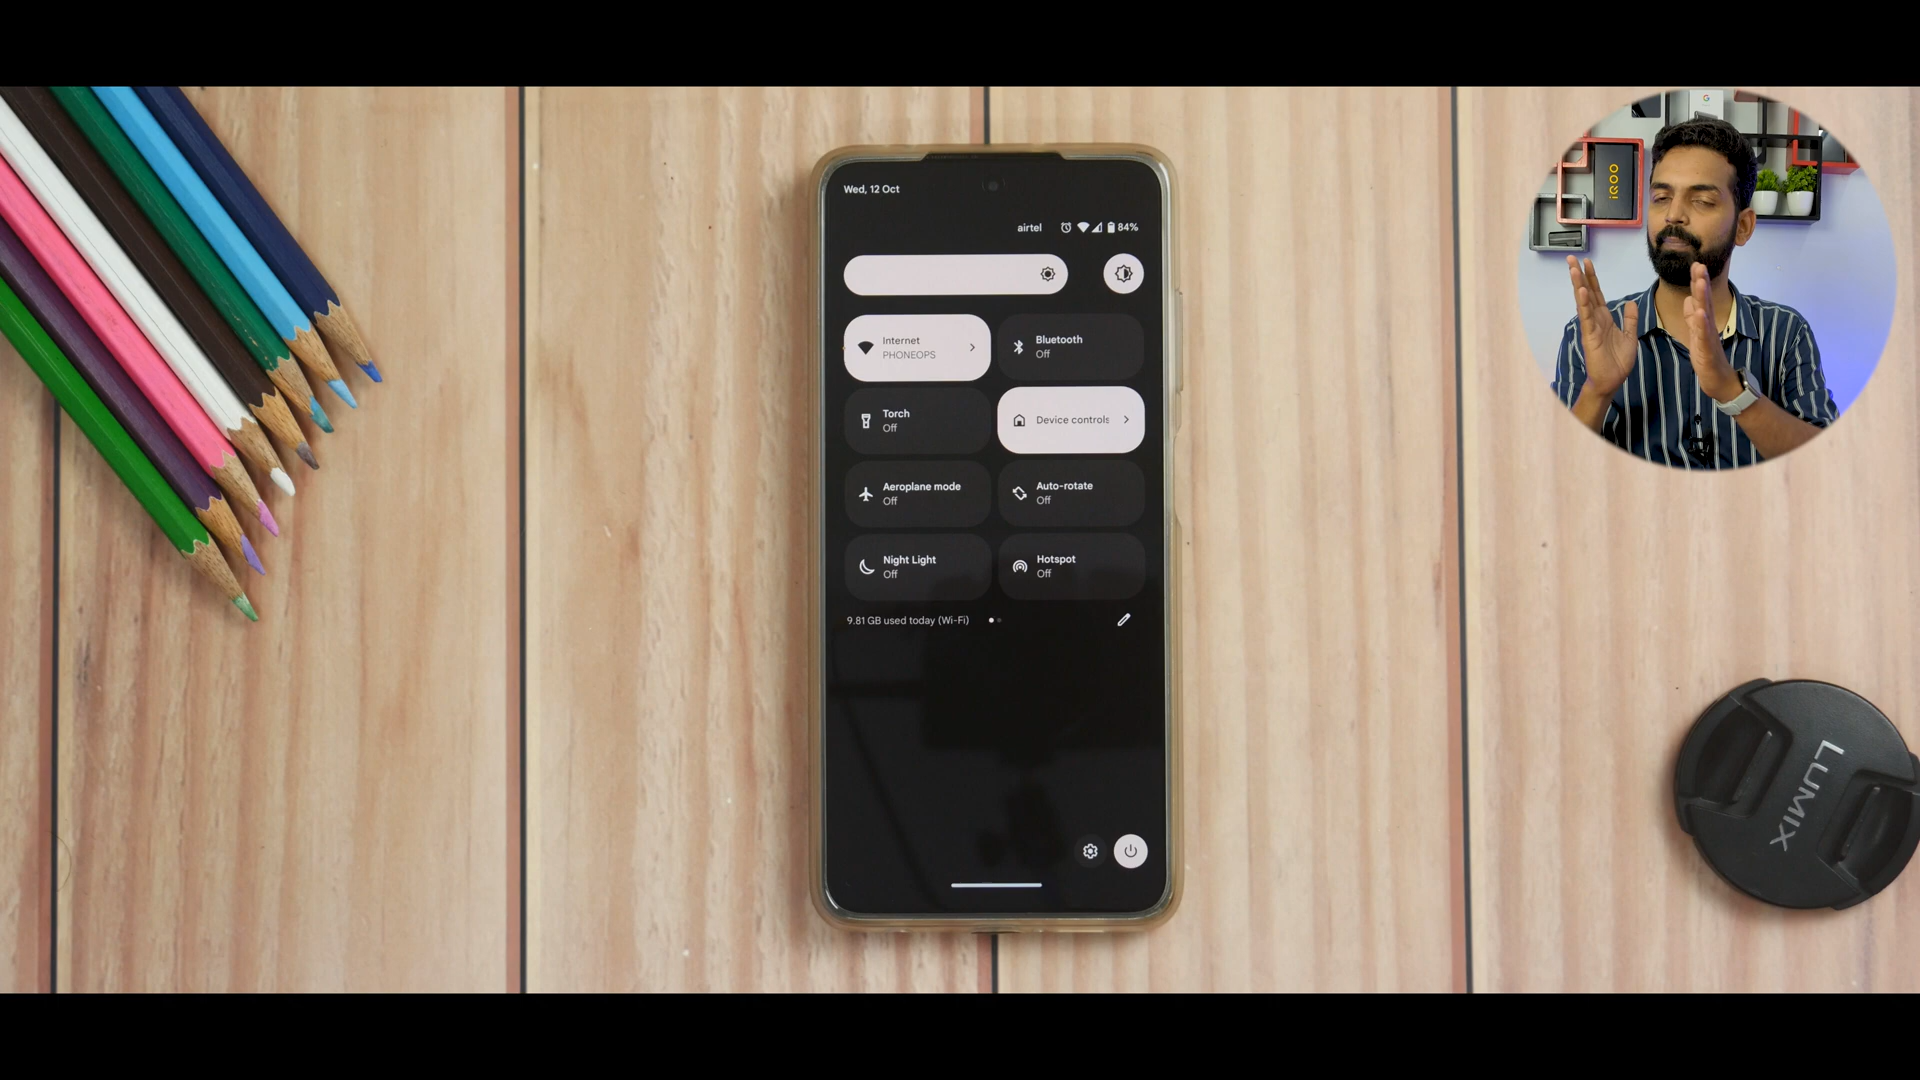 Wed, 12 Oct
airtel
84%
Internet
PHONEOPS
Bluetooth
Off
Torch
Off
Device controls
Aeroplane mode
Off
Auto-rotate
Off
Night Light
Off
Hotspot
Off
9.81 GB used today (Wi-Fi)
iQOO
G
LUMIX